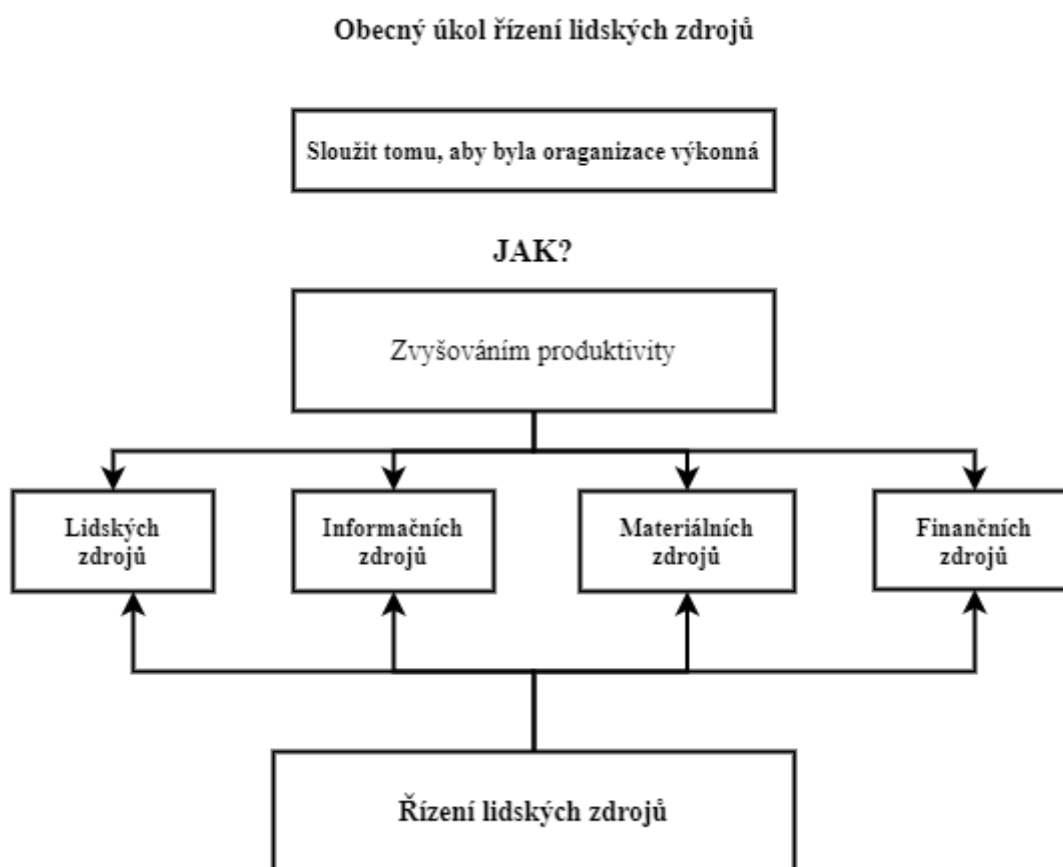 Obecný úkol řízení lidských zdrojů
Sloužit tomu, aby byla oraganizace výkonná
JAK?
Zvyšováním produktivity
Lidských
zdrojů
Informačních
zdrojů
Materiálních
zdrojů
Finančních
zdrojů
Řízení lidských zdrojů